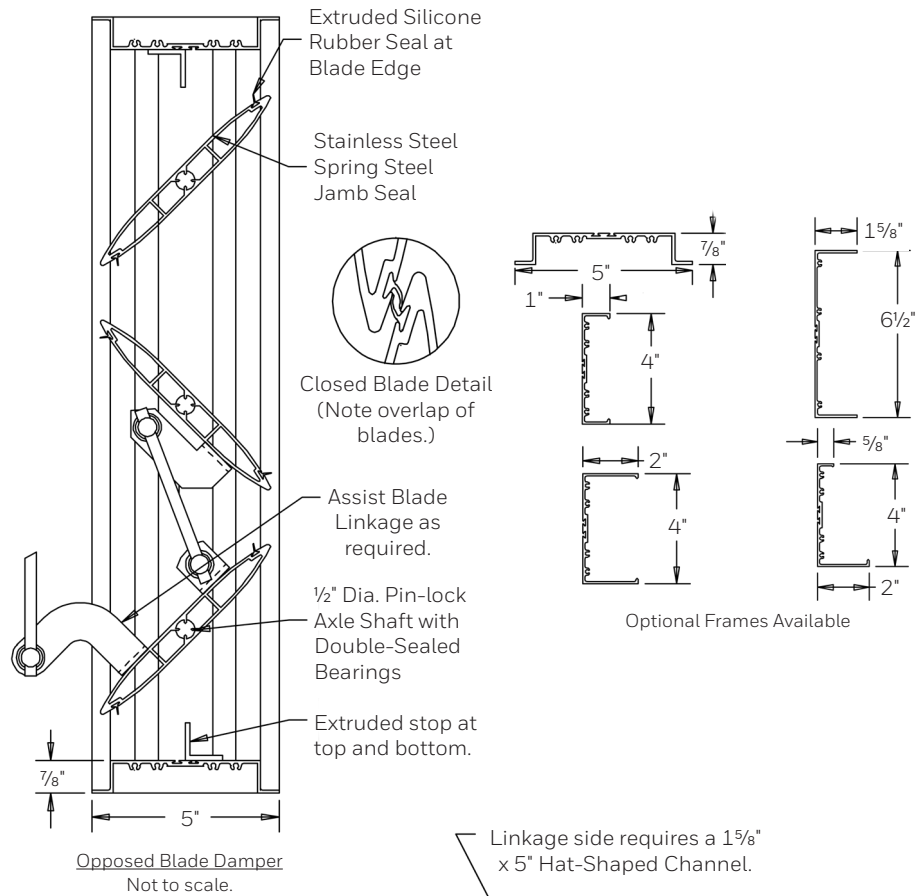 Extruded Silicone
Rubber Seal at
Blade Edge
Stainless Steel
Spring Steel
Jamb Seal
Closed Blade Detail
(Note overlap of
blades.)
Assist Blade
Linkage as
required.
½" Dia. Pin-lock
Axle Shaft with
Double-Sealed
Bearings
Extruded stop at
top and bottom.
⅞"
5"
Opposed Blade Damper
Not to scale.
⅞"
5"
1"
4"
2"
4"
1⅝"
6½"
⅝"
4"
2"
Optional Frames Available
Linkage side requires a 1⅝"
x 5" Hat-Shaped Channel.